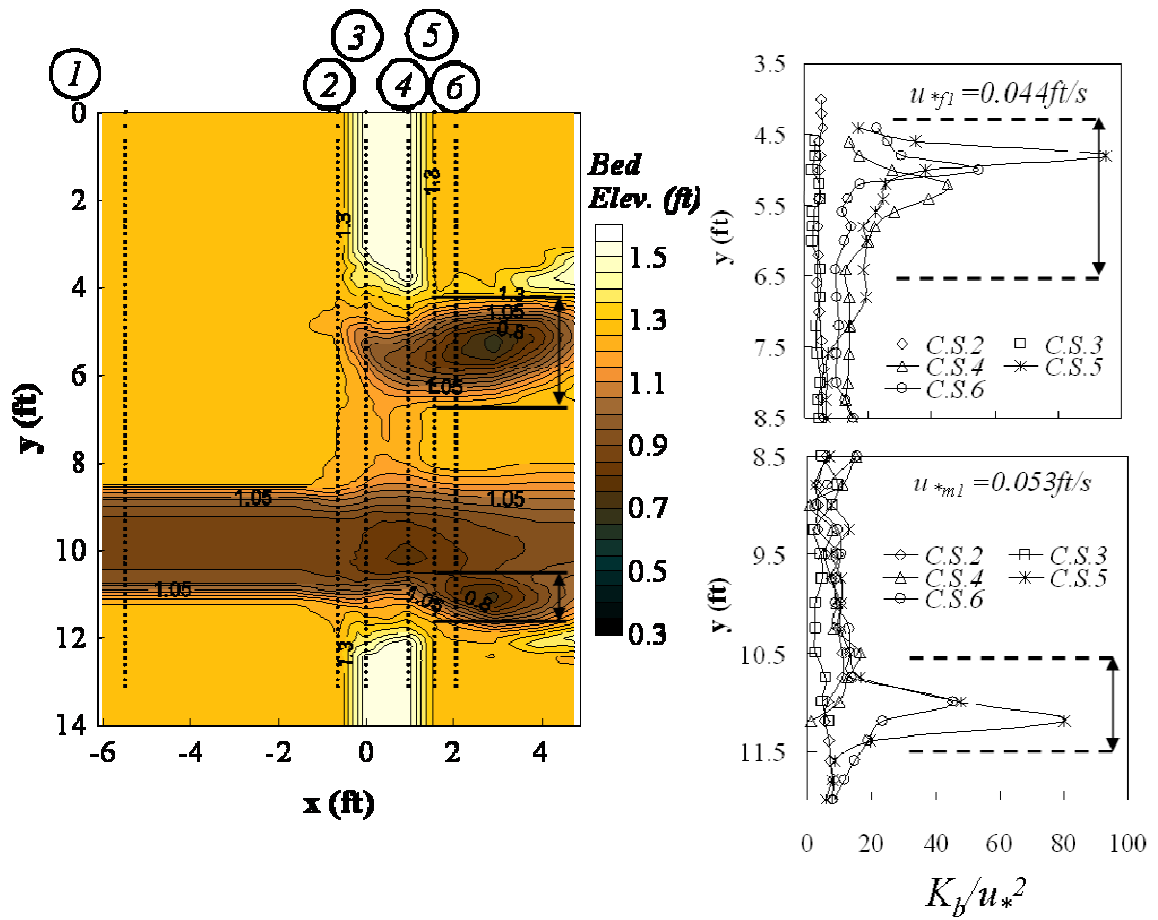 1
2
3
4
5
6
0
2
4
6
8
10
12
14
y (ft)
-6
-4
-2
0
2
4
x (ft)
1.3
1.3
1.3
1.05
0.8
1.05
1.05
1.05
1.05
1.05
0.8
1.3
Bed
Elev. (ft)
1.5
1.3
1.1
0.9
0.7
0.5
0.3
3.5
4.5
5.5
6.5
7.5
8.5
y (ft)
u*f1 =0.044ft/s
C.S.2
C.S.3
C.S.4
C.S.5
C.S.6
8.5
9.5
10.5
11.5
y (ft)
u*m1 =0.053ft/s
C.S.2
C.S.3
C.S.4
C.S.5
C.S.6
0
20
40
60
80
100
Kb/u*2